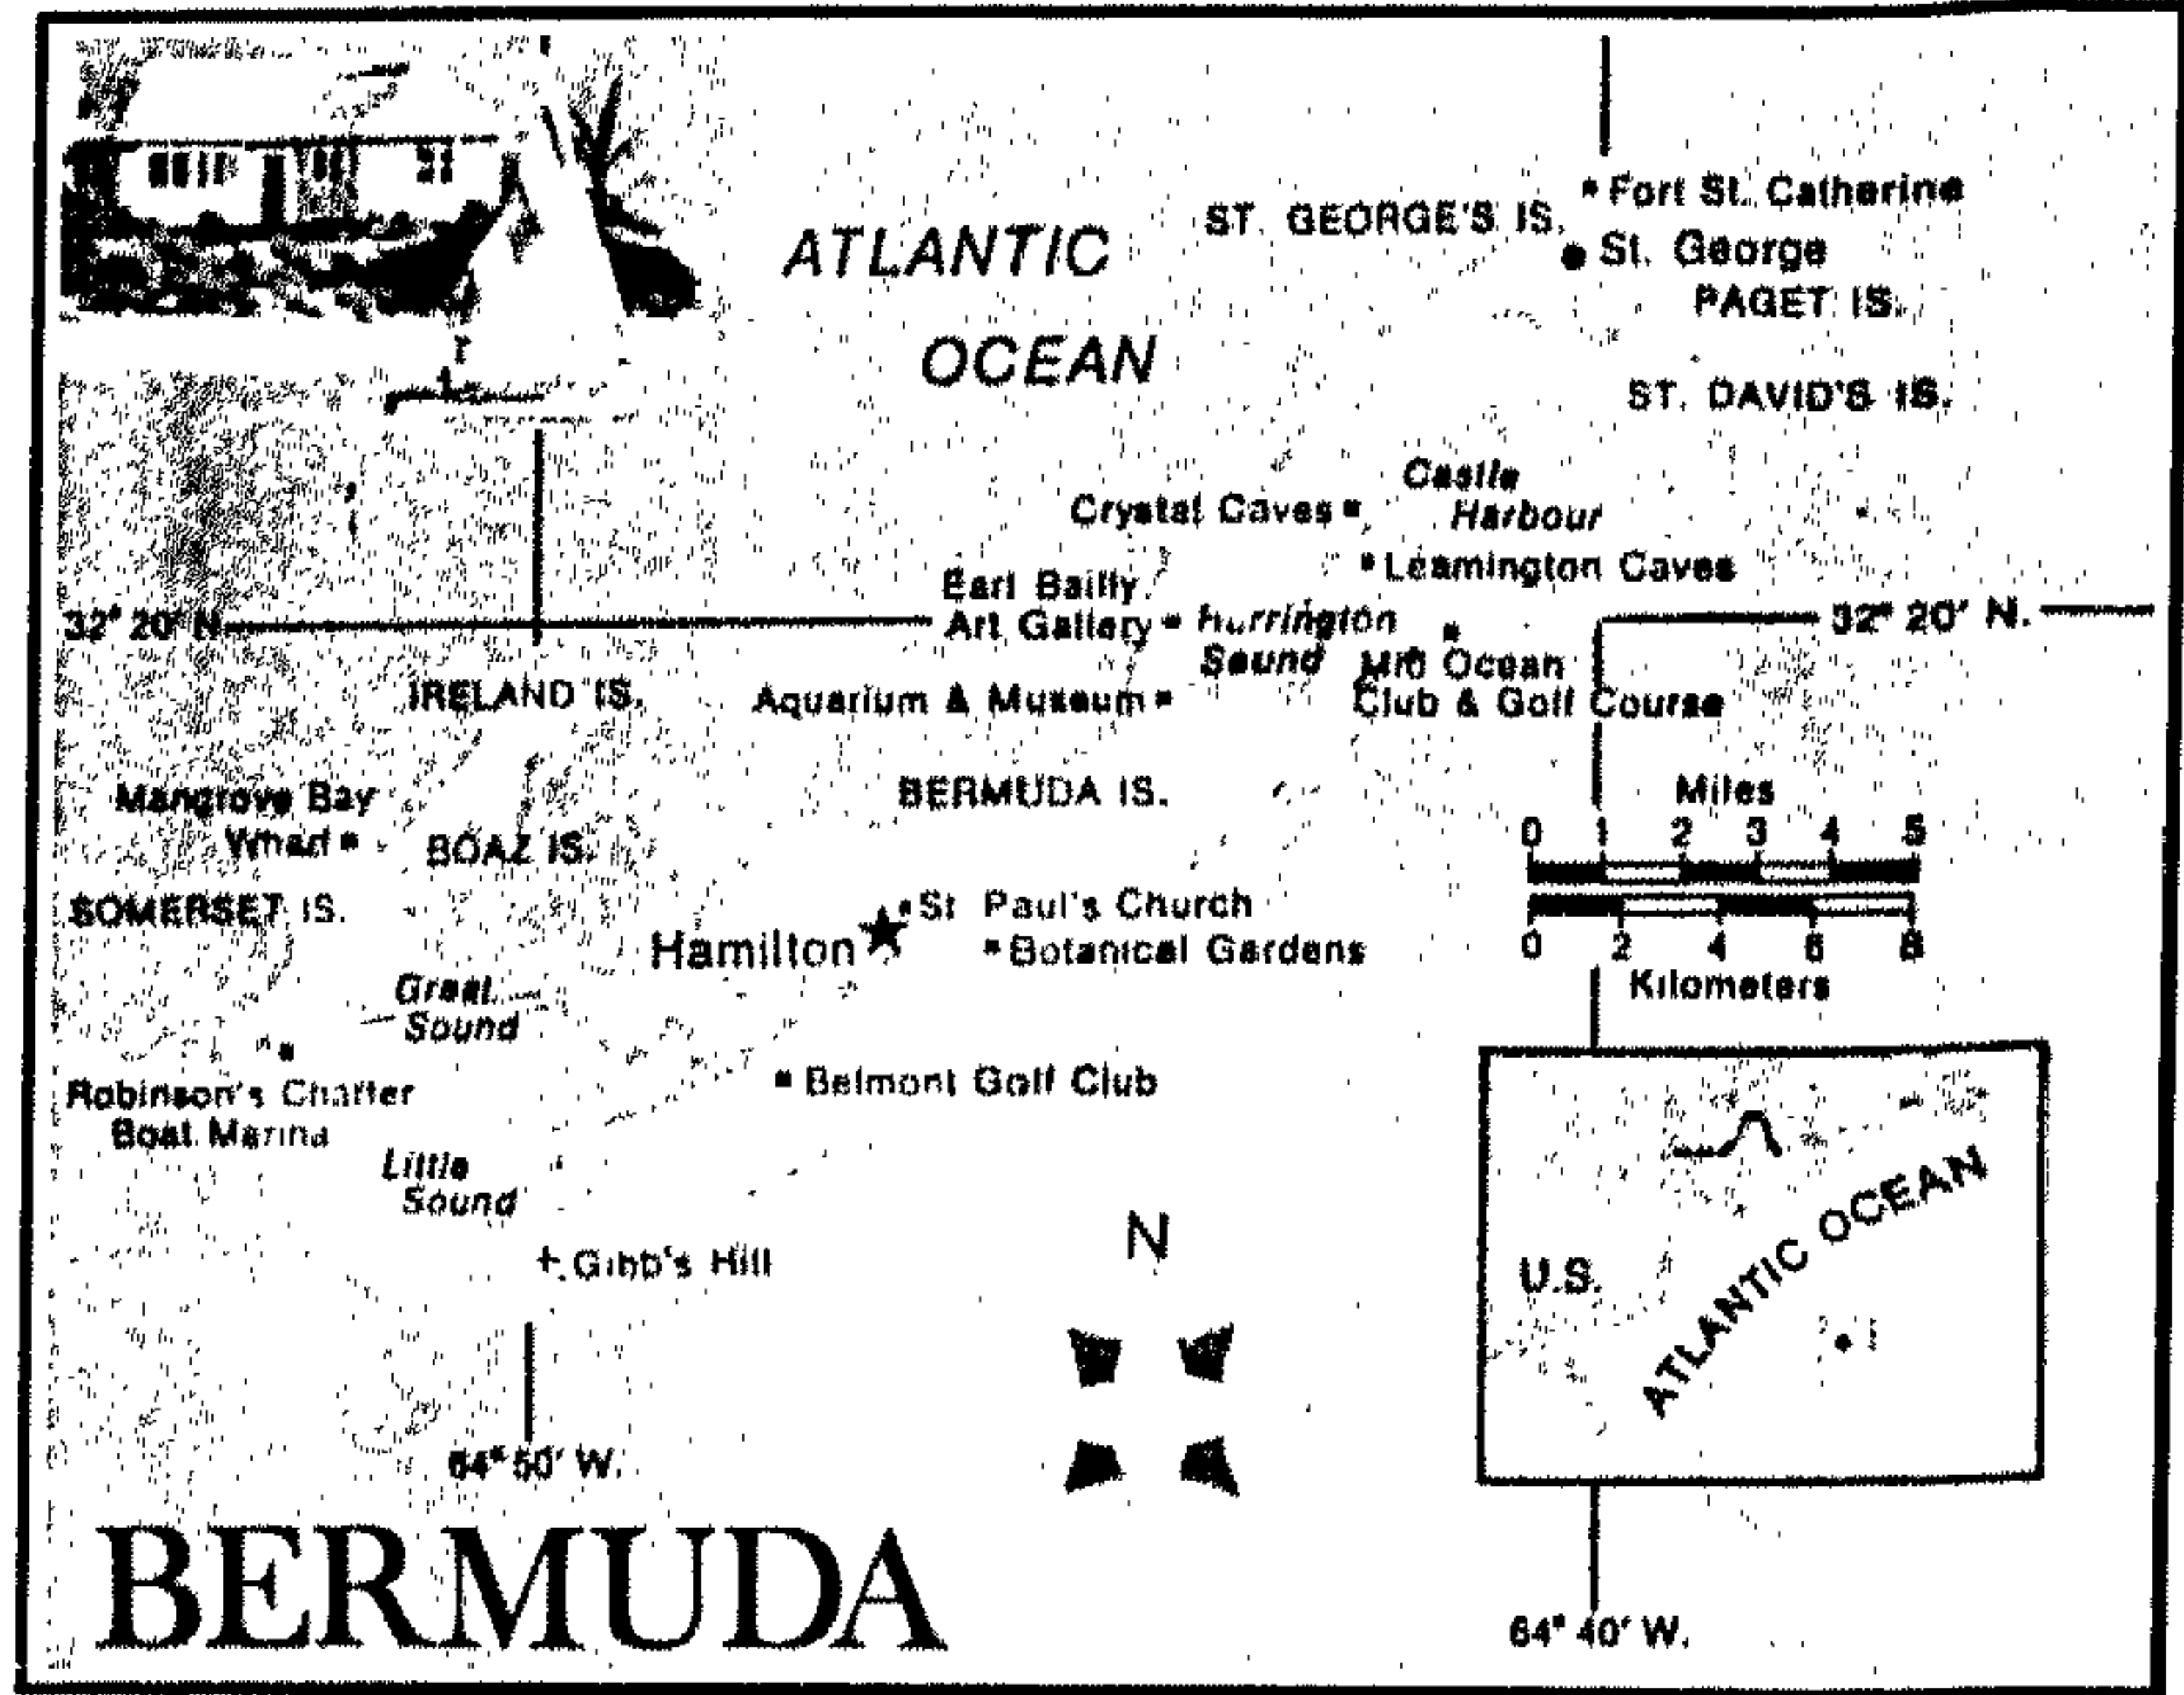 Fort St. Catherine
ST. GEORGE'S IS.
St. George
ATLANTIC
OCEAN
PAGET IS.
ST. DAVID'S IS.
Castle
Harbour
Crystal Caves
Leamington Caves
Earl Bailly
Art Gallery
32° 20' N
Harrington
Sound
32° 20' N.
Mid Ocean
Club & Golf Course
IRELAND IS.
Aquarium & Museum
BERMUDA IS.
Mangrove Bay
Wharf
BOAZ IS.
Miles
0 1 2 3 4 5
0 2 4 6 8
Kilometers
SOMERSET IS.
St Paul's Church
Hamilton
Botanical Gardens
Great
Sound
Robinson's Charter
Boat Marina
Belmont Golf Club
Little
Sound
Gibb's Hill
N
U.S.
ATLANTIC OCEAN
64° 50' W.
BERMUDA
64° 40' W.